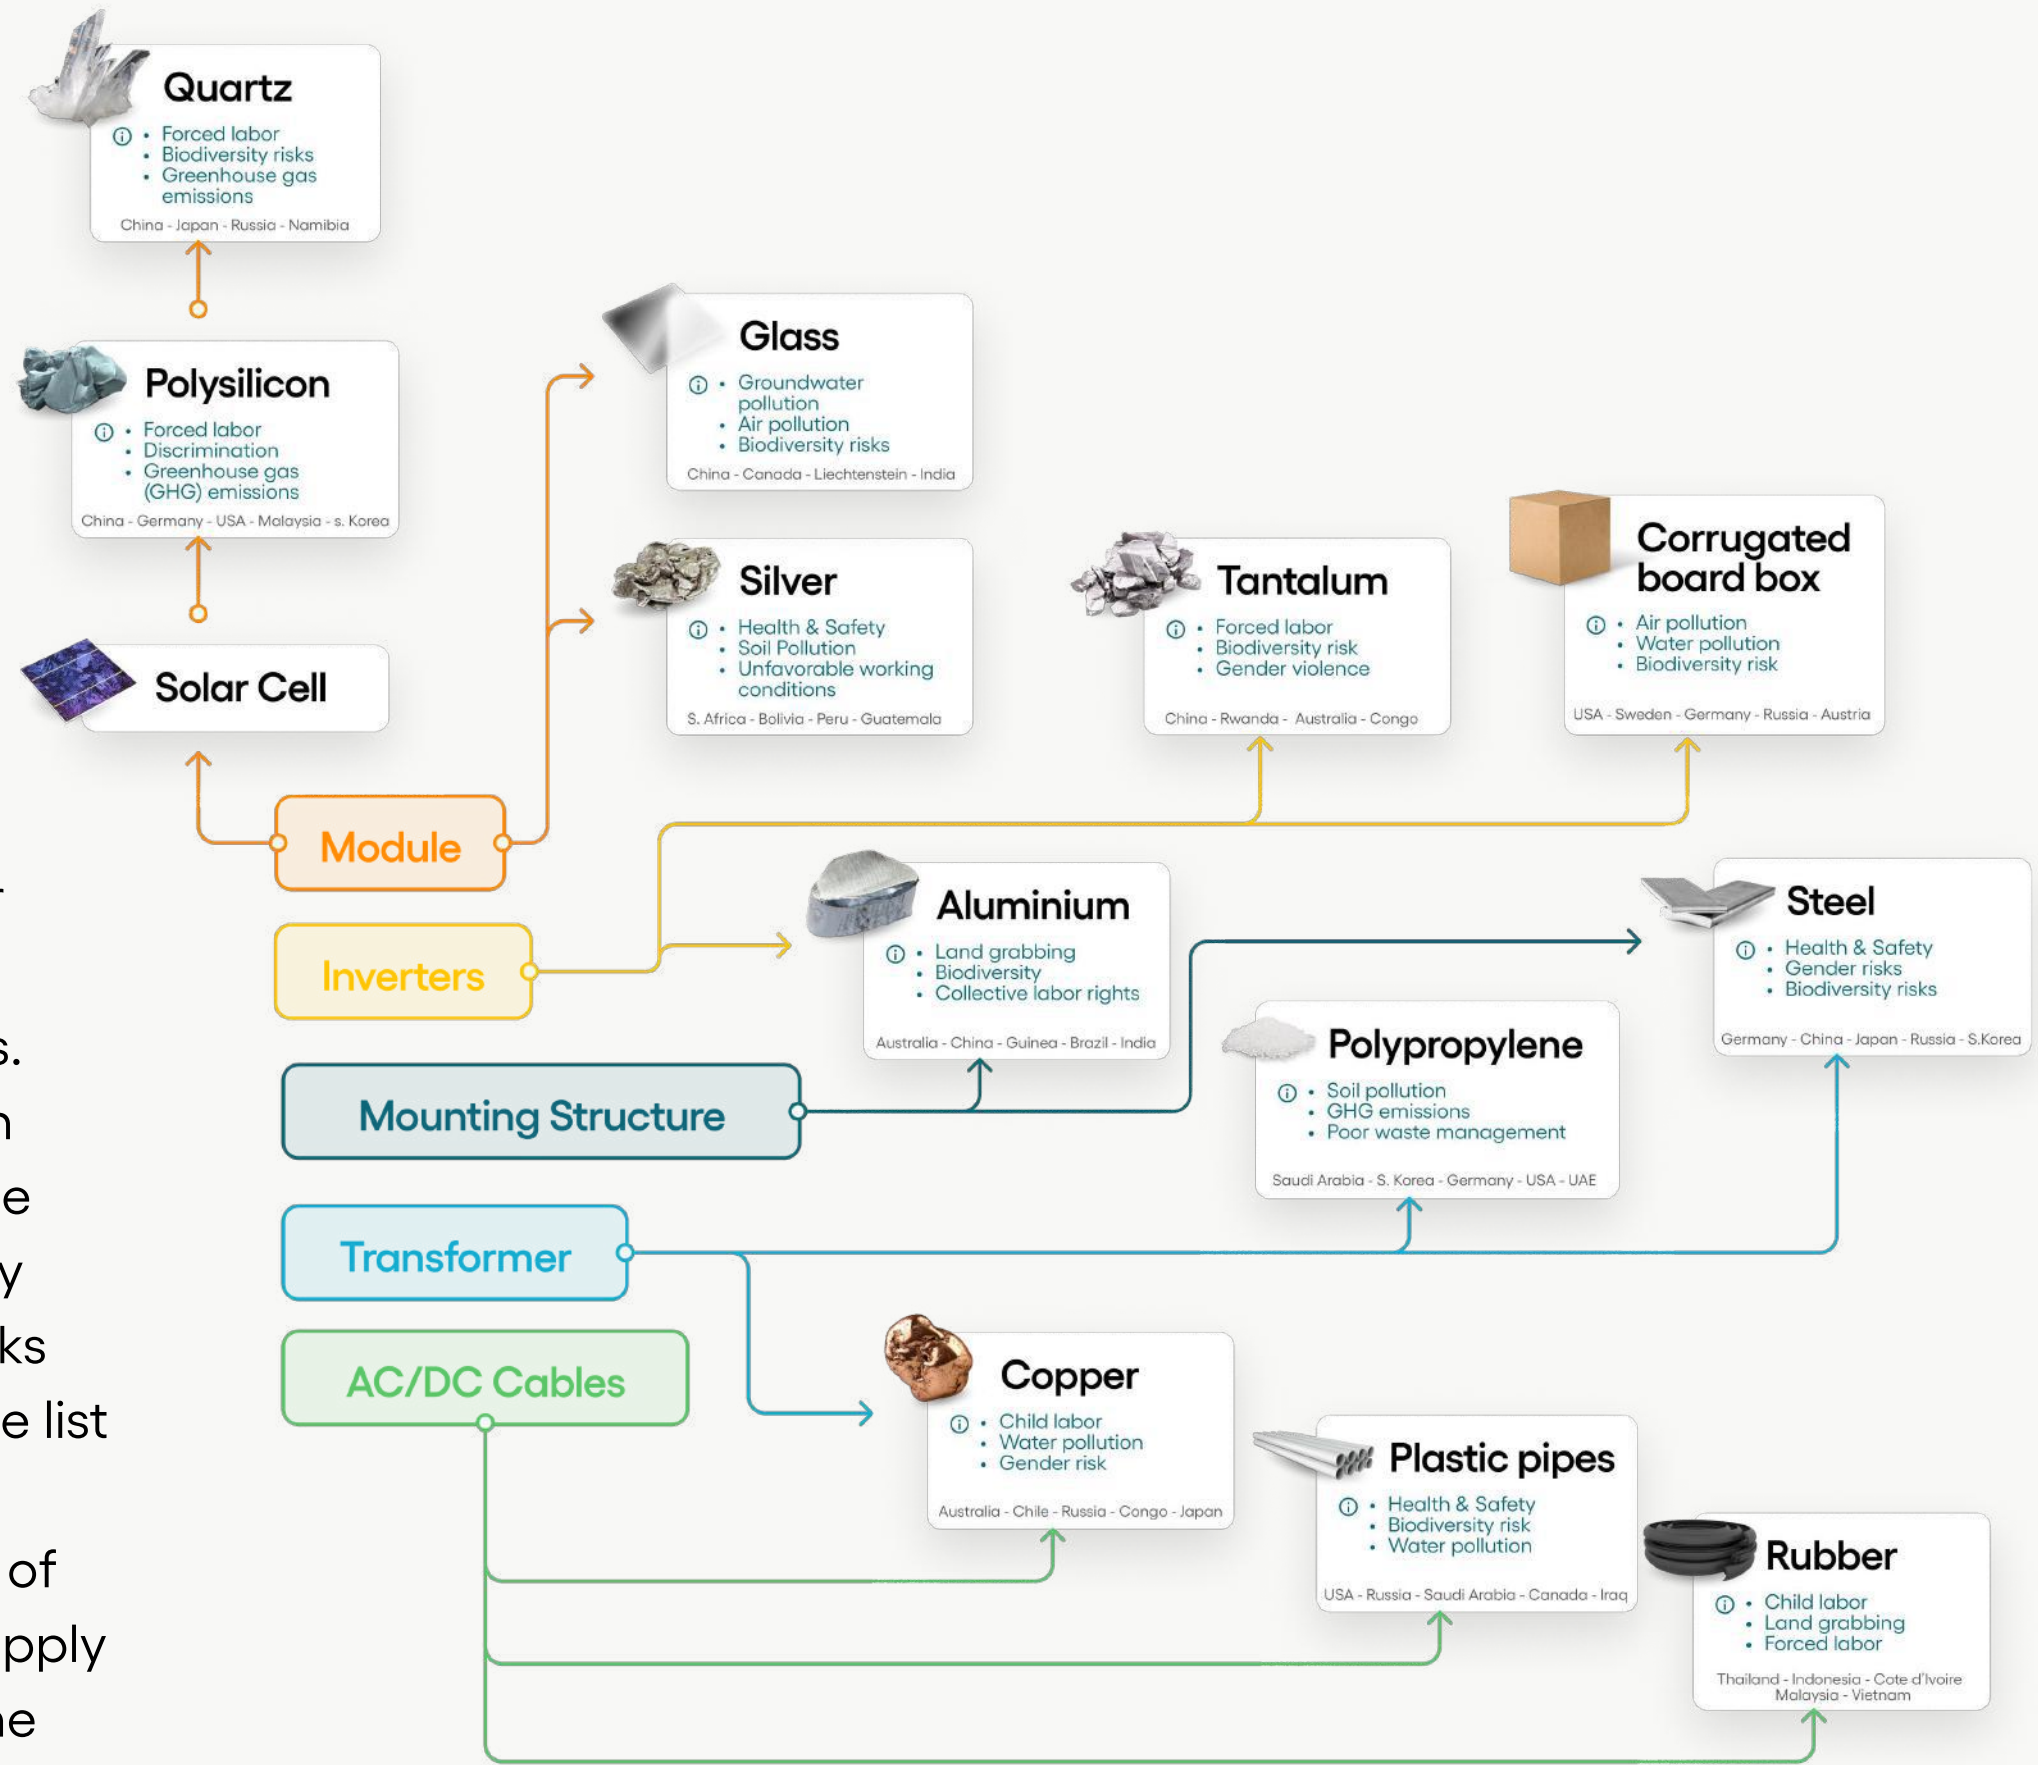 Quartz
• Forced labor
• Biodiversity risks
• Greenhouse gas
emissions
China - Japan - Russia - Namibia
Polysilicon
• Forced labor
• Discrimination
• Greenhouse gas
(GHG) emissions
China - Germany - USA - Malaysia - s. Korea
Solar Cell
Glass
• Groundwater
pollution
• Air pollution
• Biodiversity risks
China - Canada - Liechtenstein - India
Silver
• Health & Safety
• Soil Pollution
• Unfavorable working
conditions
S. Africa - Bolivia - Peru - Guatemala
Tantalum
• Forced labor
• Biodiversity risk
• Gender violence
China - Rwanda - Australia - Congo
Corrugated
board box
• Air pollution
• Water pollution
• Biodiversity risk
USA - Sweden - Germany - Russia - Austria
Module
Inverters
Aluminium
• Land grabbing
• Biodiversity
• Collective labor rights
Australia - China - Guinea - Brazil - India
Steel
• Health & Safety
• Gender risks
• Biodiversity risks
Germany - China - Japan - Russia - S.Korea
Mounting Structure
Polypropylene
• Soil pollution
• GHG emissions
• Poor waste management
Saudi Arabia - S. Korea - Germany - USA - UAE
Transformer
AC/DC Cables
Copper
• Child labor
• Water pollution
• Gender risk
Australia - Chile - Russia - Congo - Japan
Plastic pipes
• Health & Safety
• Biodiversity risk
• Water pollution
USA - Russia - Saudi Arabia - Canada - Iraq
Rubber
• Child labor
• Land grabbing
• Forced labor
Thailand - Indonesia - Cote d'Ivoire
Malaysia - Vietnam
s.
n
e
y
ks
e list
of
pply
ne